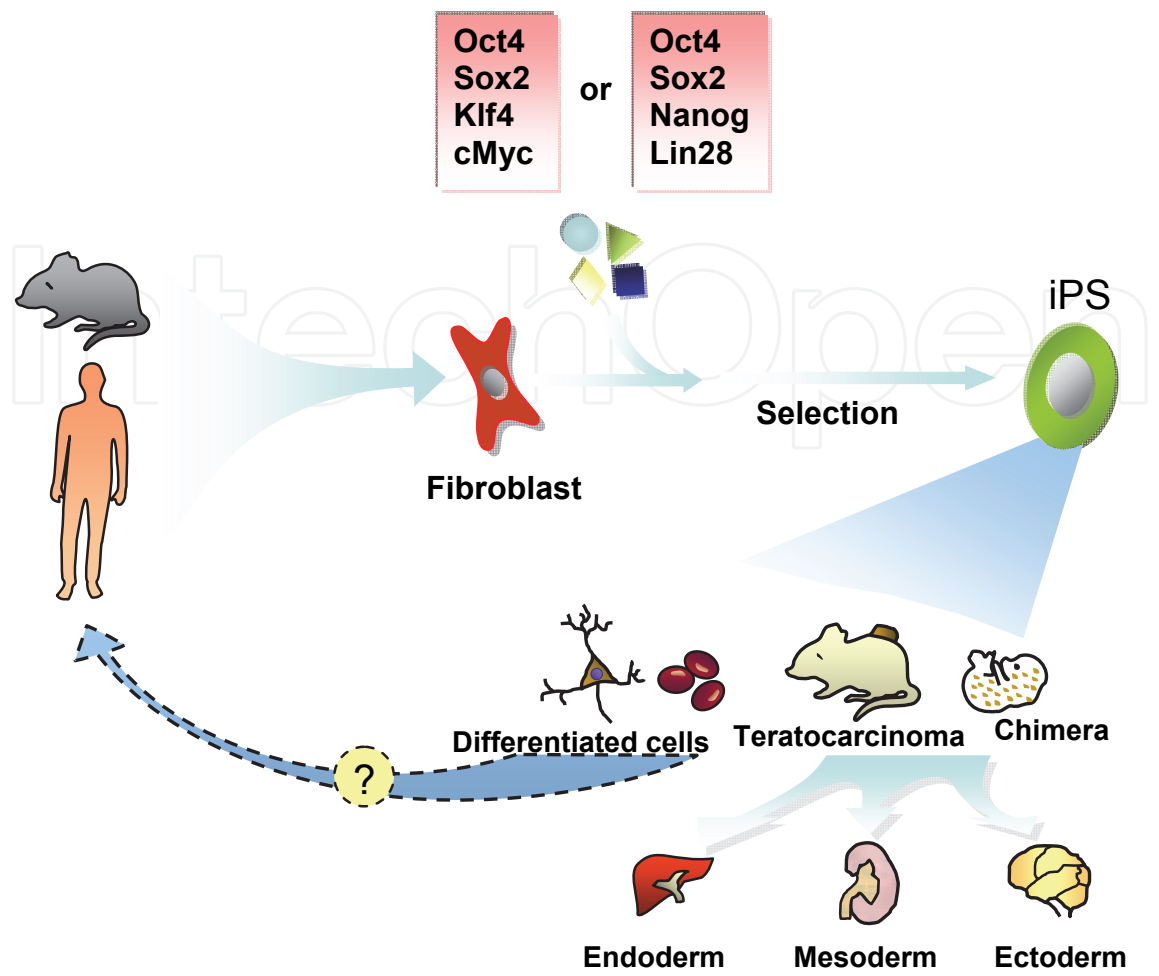 Oct4
Sox2
Klf4
cMyc
or
Oct4
Sox2
Nanog
Lin28
IntechOpen
iPS
Selection
Fibroblast
Differentiated cells
Teratocarcinoma
Chimera
?
Endoderm
Mesoderm
Ectoderm